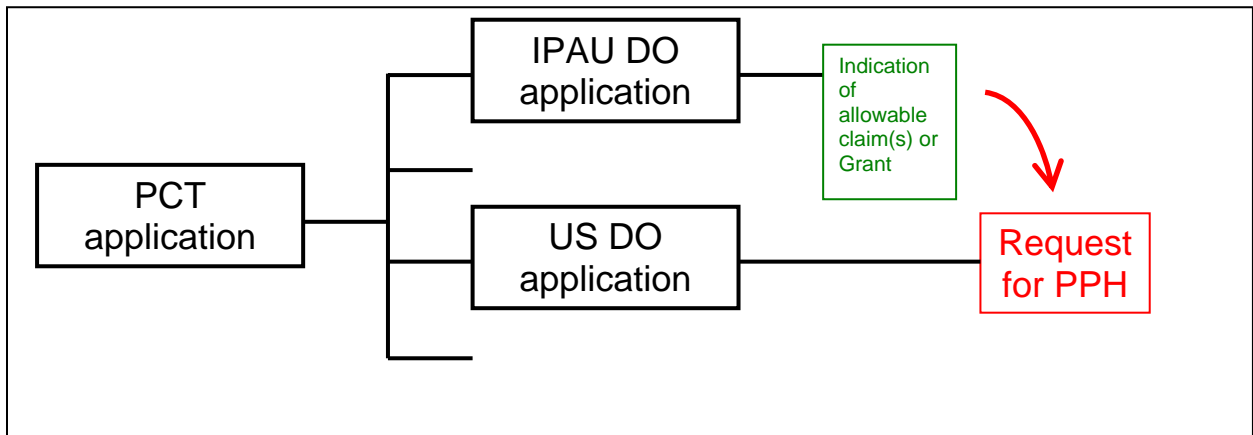 IPAU DO
application
Indication
of
allowable
claim(s) or
Grant
PCT
application
US DO
application
Request
for PPH